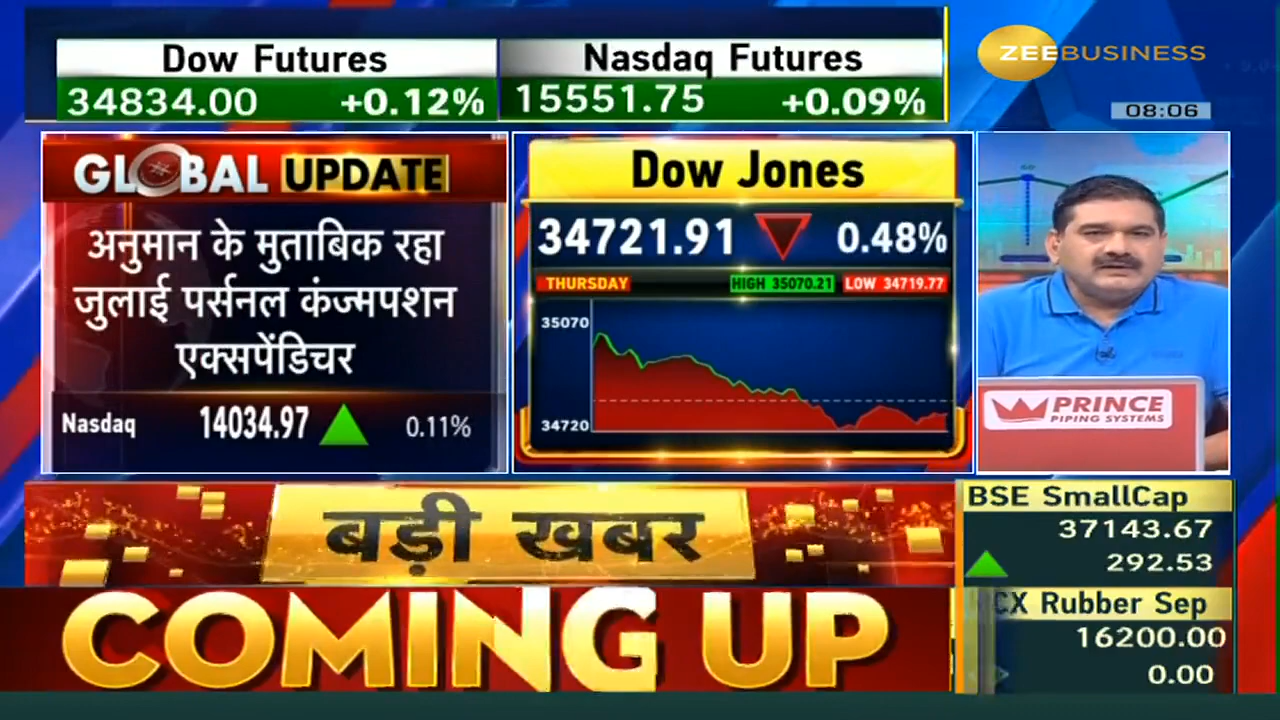 Dow Futures
34834.00 +0.12%
Nasdaq Futures
15551.75 +0.09%
ZEEBUSINESS
08:06
GLOBAL UPDATE
अनुमान के मुताबिक रहा
जुलाई पर्सनल कंज्मपशन
एक्सपेंडिचर
Nasdaq 14034.97 0.11%
Dow Jones
34721.91 0.48%
THURSDAY HIGH 35070.21 LOW 34719.77
35070
34720
PRINCE
PIPING SYSTEMS
बड़ी खबर
COMING UP
BSE SmallCap
37143.67
292.53
CX Rubber Sep
16200.00
0.00